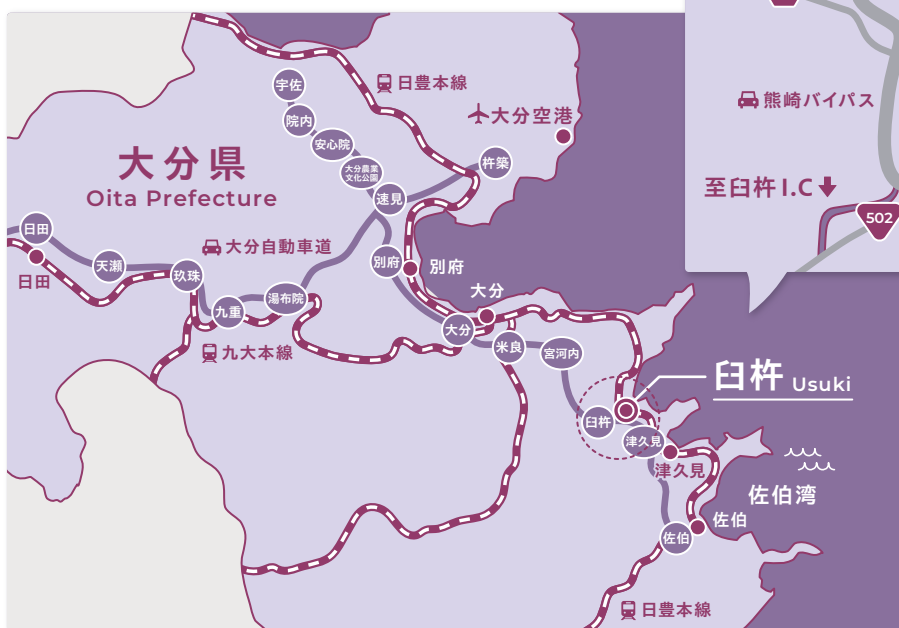 日豊本線
宇佐
大分空港
熊崎バイパス
院内
安心院
大分県
Oita Prefecture
大分農業
文化公園
杵築
速見
至臼杵 I.C
502
日田
大分自動車道
天瀬
玖珠
別府
別府
日田
大分
湯布院
九重
大分
米良
宮河内
九大本線
臼杵 Usuki
臼杵
津久見
津久見
佐伯湾
佐伯
佐伯
日豊本線